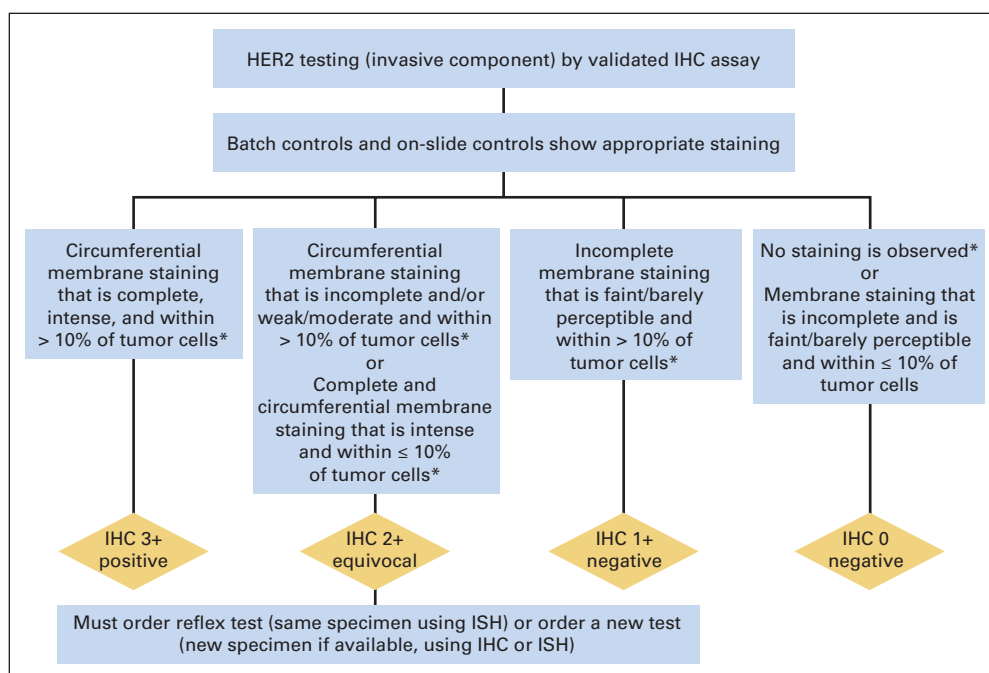 HER2 testing (invasive component) by validated IHC assay
Batch controls and on-slide controls show appropriate staining
Circumferential
membrane staining
that is complete,
intense, and within
> 10% of tumor cells*
Circumferential
membrane staining
that is incomplete and/or
weak/moderate and within
> 10% of tumor cells*
or
Complete and
circumferential membrane
staining that is intense
and within ≤ 10%
of tumor cells*
Incomplete
membrane staining
that is faint/barely
perceptible and
within > 10% of
tumor cells*
No staining is observed*
or
Membrane staining that
is incomplete and is
faint/barely perceptible
and within ≤ 10% of
tumor cells
IHC 3+
positive
IHC 2+
equivocal
IHC 1+
negative
IHC 0
negative
Must order reflex test (same specimen using ISH) or order a new test
(new specimen if available, using IHC or ISH)